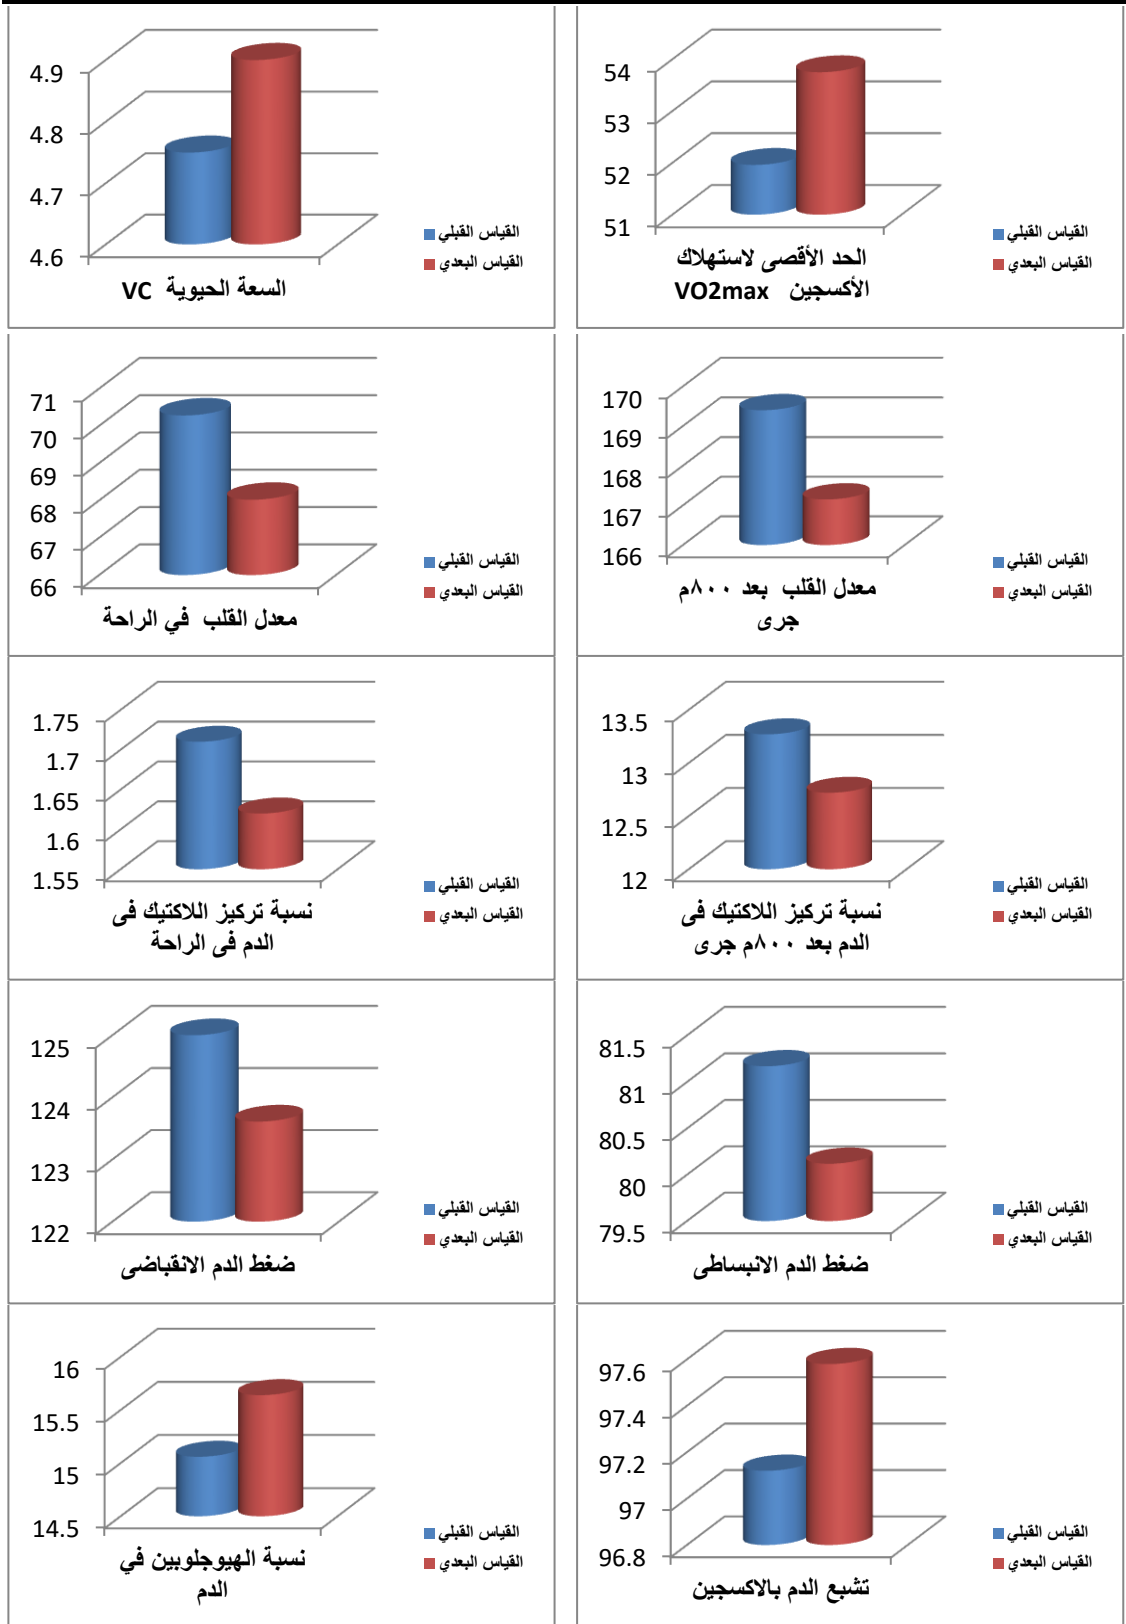 4.9
4.8
4.7
4.6
القياس القبلي
القياس البعدي
السعة الحيوية VC
54
53
52
51
القياس القبلي
القياس البعدي
الحد الأقصى لاستهلاك
الأكسجين VO2max
71
70
69
68
67
66
القياس القبلي
القياس البعدي
معدل القلب في الراحة
170
169
168
167
166
القياس القبلي
القياس البعدي
معدل القلب بعد ٨٠٠م
جرى
1.75
1.7
1.65
1.6
1.55
القياس القبلي
القياس البعدي
نسبة تركيز اللاكتيك فى
الدم فى الراحة
13.5
13
12.5
12
القياس القبلي
القياس البعدي
نسبة تركيز اللاكتيك فى
الدم بعد ٨٠٠م جرى
125
124
123
122
القياس القبلي
القياس البعدي
ضغط الدم الانقباضى
81.5
81
80.5
80
79.5
القياس القبلي
القياس البعدي
ضغط الدم الانبساطى
16
15.5
15
14.5
القياس القبلي
القياس البعدي
نسبة الهيوجلوبين في
الدم
97.6
97.4
97.2
97
96.8
القياس القبلي
القياس البعدي
تشبع الدم بالاكسجين